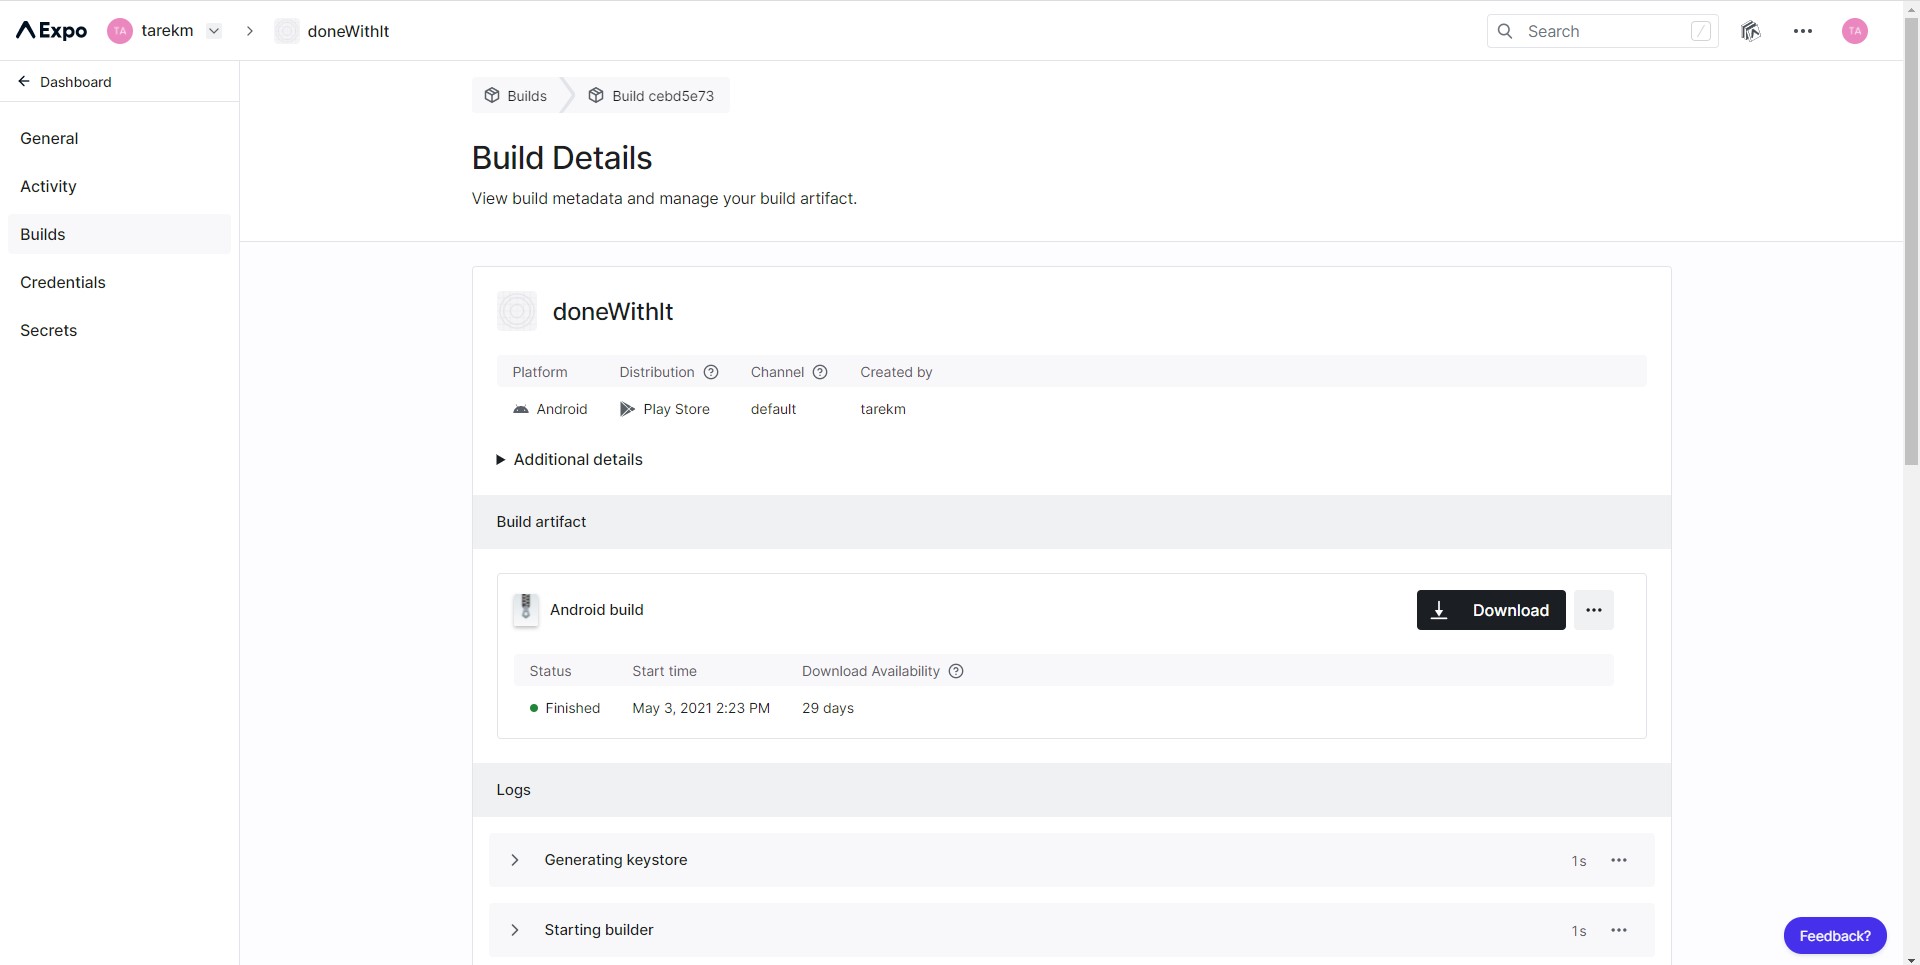 Expo TA tarekm doneWithIt Search / TA
Dashboard
General
Activity
Builds
Credentials
Secrets
Builds Build cebd5e73
Build Details
View build metadata and manage your build artifact.
doneWithIt
Platform Distribution ? Channel ? Created by
Android Play Store default tarekm
Additional details
Build artifact
Android build Download
Status Start time Download Availability ?
Finished May 3, 2021 2:23 PM 29 days
Logs
Generating keystore 1s
Starting builder 1s
Feedback?